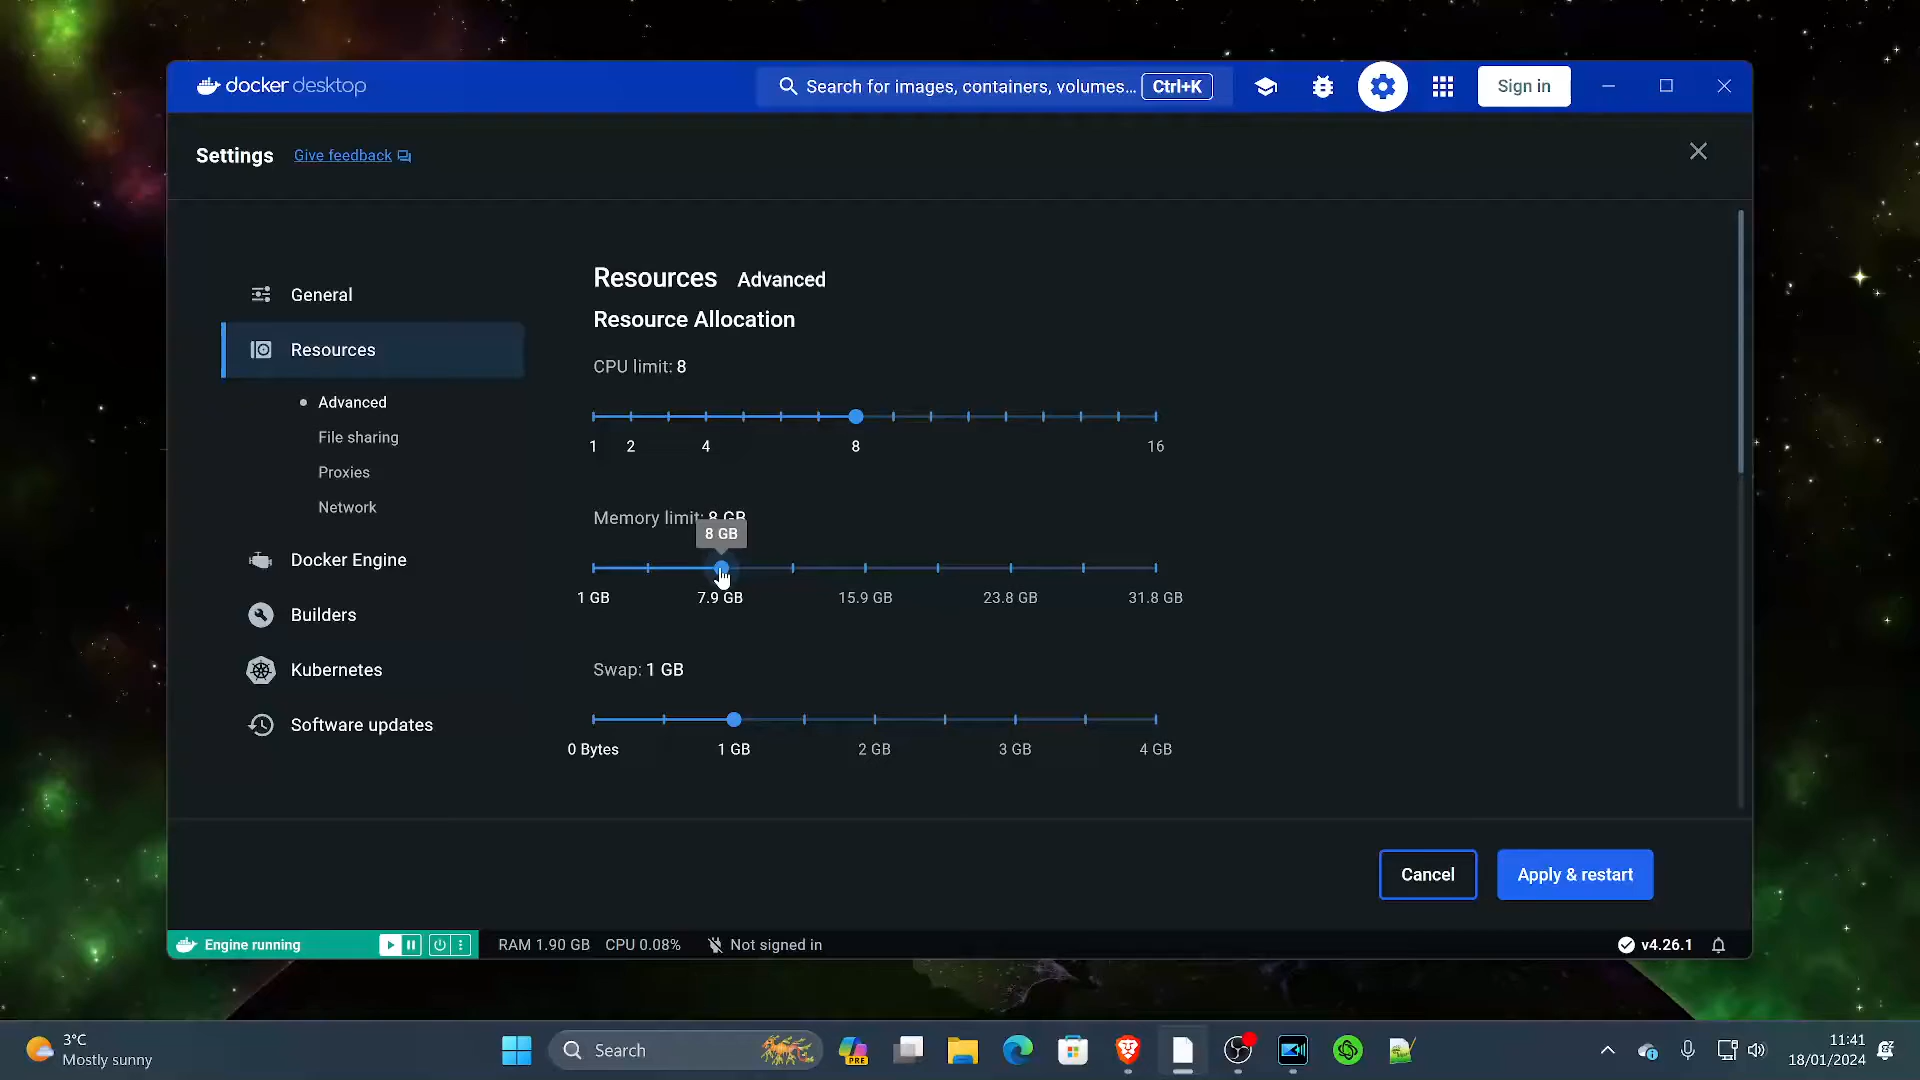 docker desktop
Search for images, containers, volumes... Ctrl+K
Sign in
Settings Give feedback
General
Resources
Advanced
File sharing
Proxies
Network
Docker Engine
Builders
Kubernetes
Software updates
Resources Advanced
Resource Allocation
CPU limit: 8
1 2 4 8 16
Memory limit: 8 GB
8 GB
1 GB 7.9 GB 15.9 GB 23.8 GB 31.8 GB
Swap: 1 GB
0 Bytes 1 GB 2 GB 3 GB 4 GB
Cancel Apply & restart
Engine running RAM 1.90 GB CPU 0.08% Not signed in v4.26.1
3°C
Mostly sunny
Search
PRE
11:41
18/01/2024